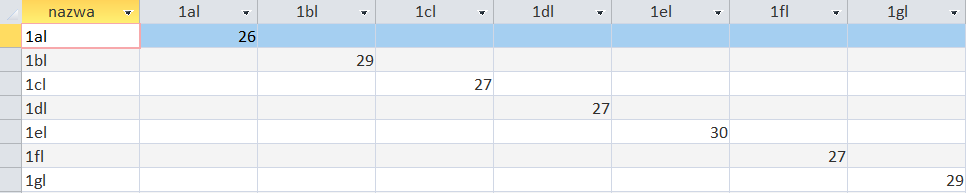 nazwa 1al 1bl 1cl 1dl 1el 1fl 1gl
1al 26
1bl 29
1cl 27
1dl 27
1el 30
1fl 27
1gl 29